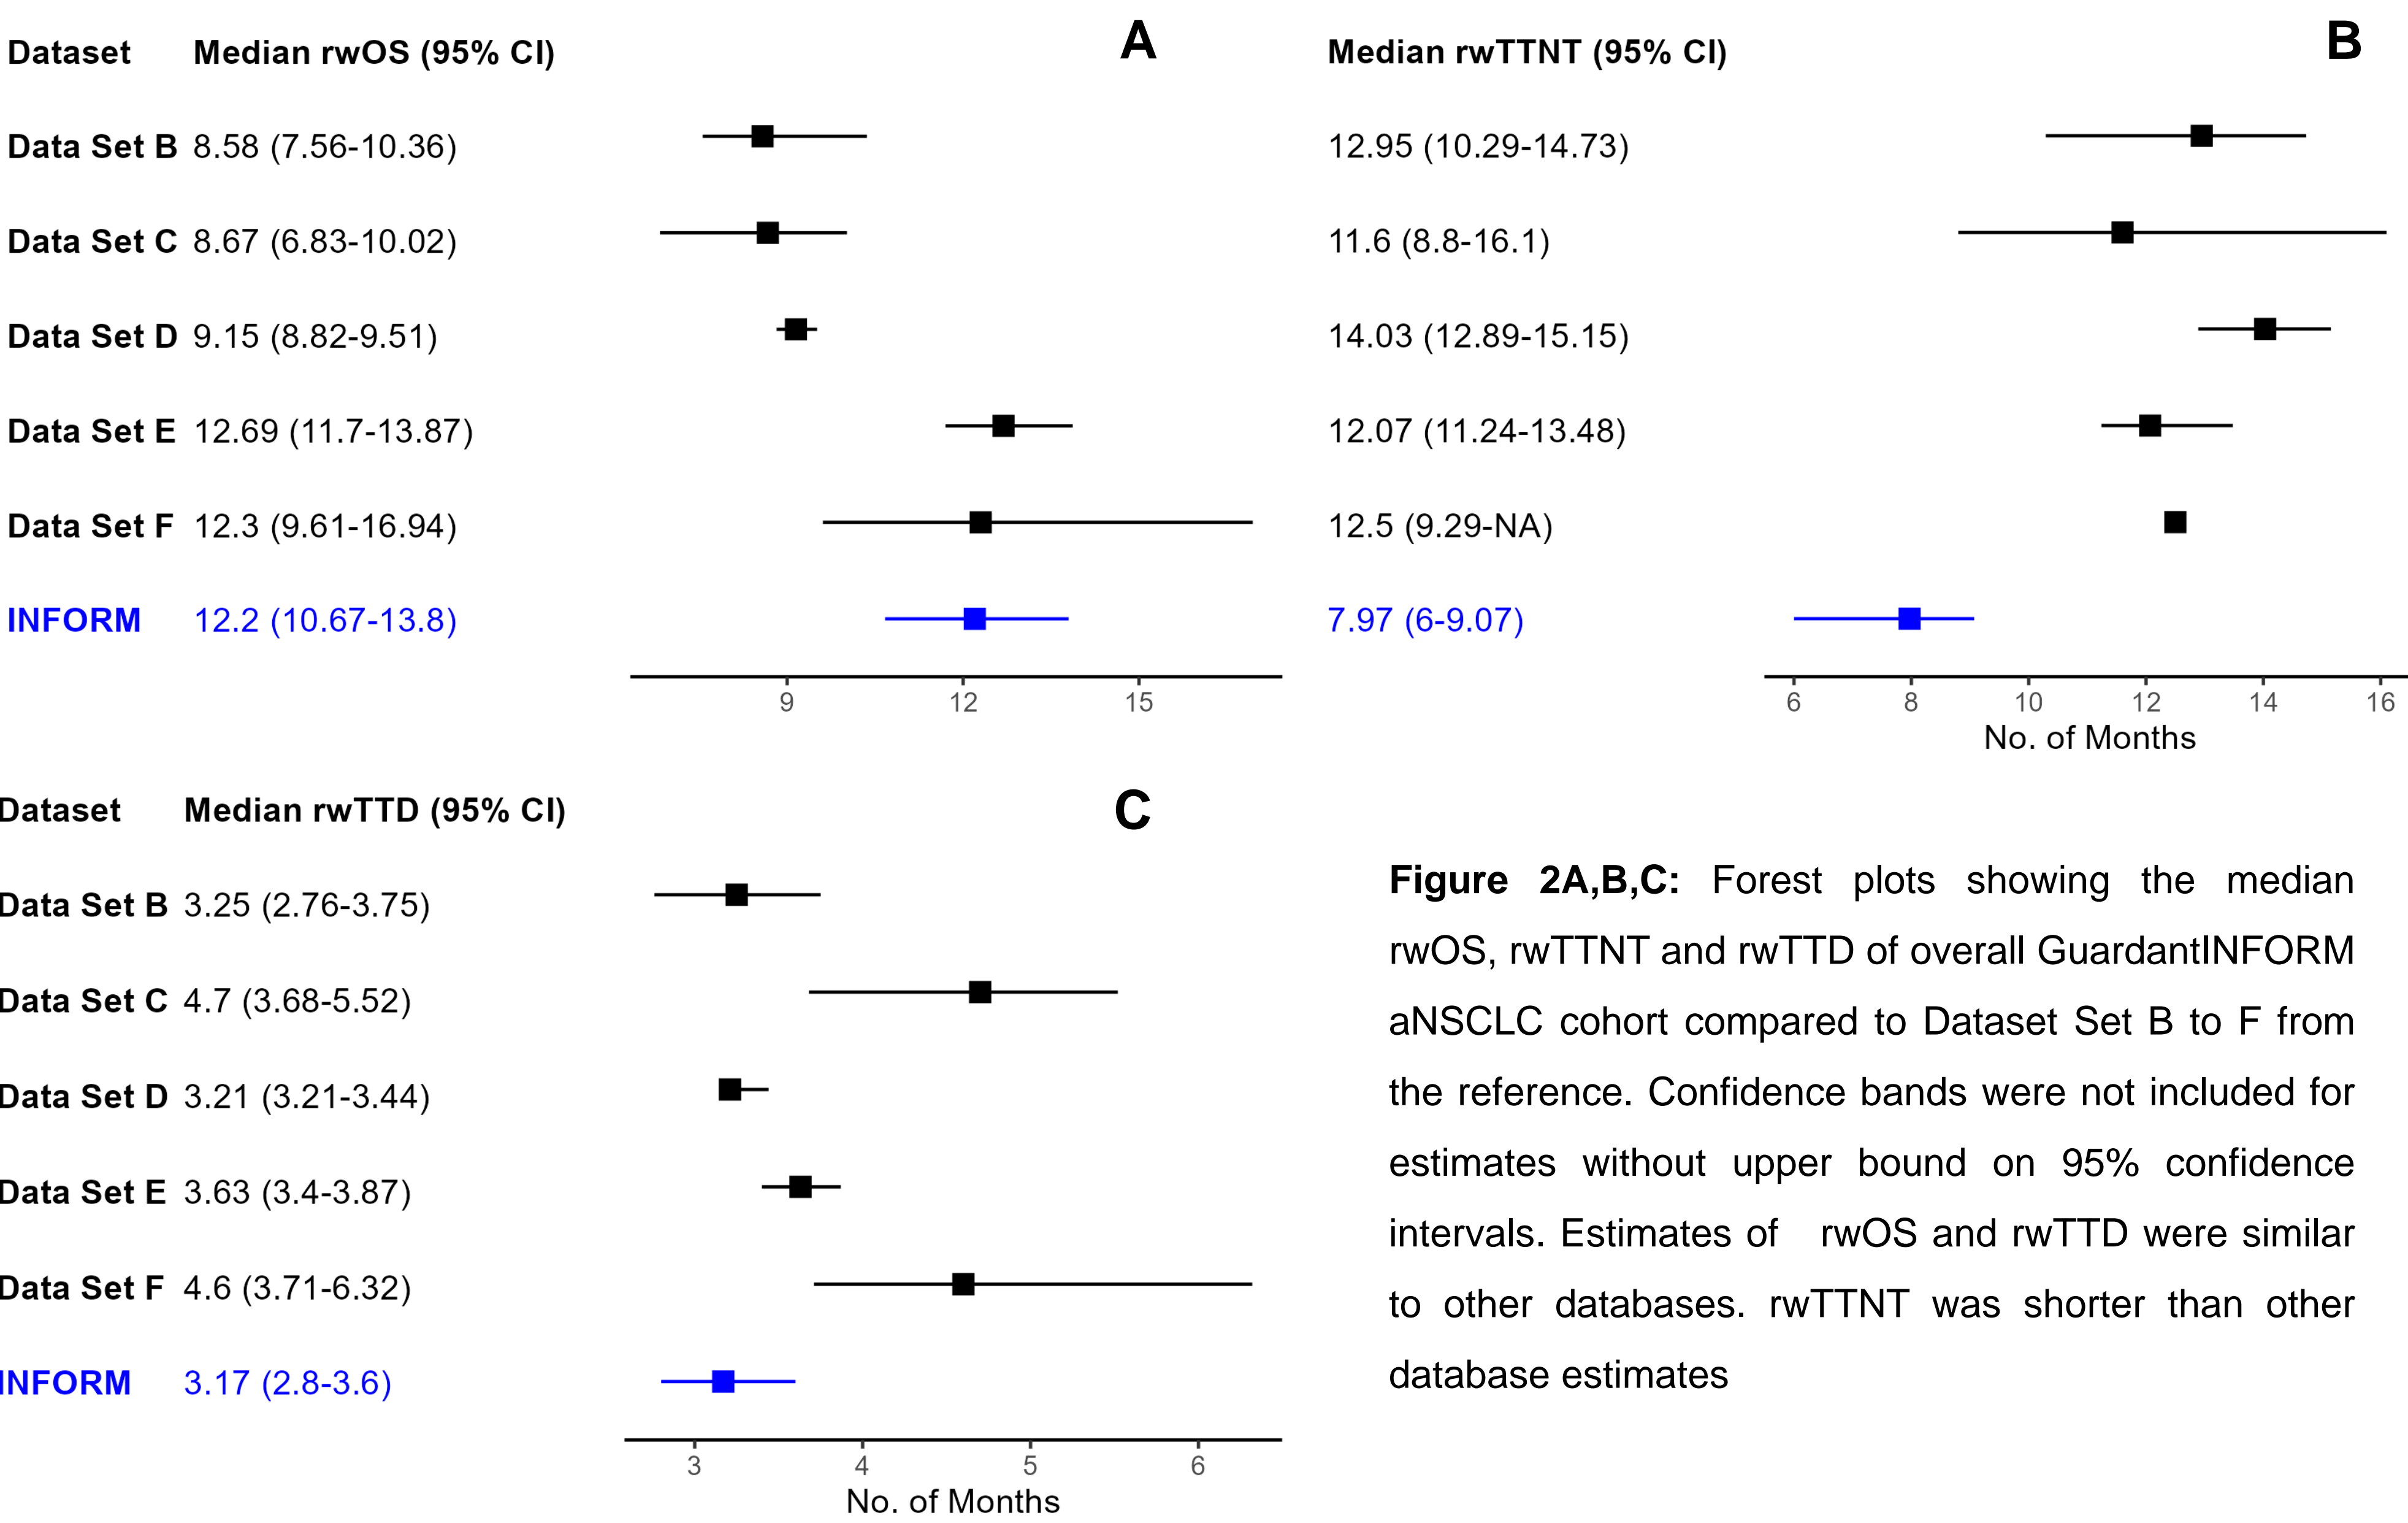 Dataset Median rwOS (95% CI) A
Data Set B 8.58 (7.56-10.36)
Data Set C 8.67 (6.83-10.02)
Data Set D 9.15 (8.82-9.51)
Data Set E 12.69 (11.7-13.87)
Data Set F 12.3 (9.61-16.94)
INFORM 12.2 (10.67-13.8)
9 12 15
Median rwTTNT (95% CI) B
12.95 (10.29-14.73)
11.6 (8.8-16.1)
14.03 (12.89-15.15)
12.07 (11.24-13.48)
12.5 (9.29-NA)
7.97 (6-9.07)
6 8 10 12 14 16
No. of Months
Dataset Median rwTTD (95% CI) C
Data Set B 3.25 (2.76-3.75)
Data Set C 4.7 (3.68-5.52)
Data Set D 3.21 (3.21-3.44)
Data Set E 3.63 (3.4-3.87)
Data Set F 4.6 (3.71-6.32)
INFORM 3.17 (2.8-3.6)
3 4 5 6
No. of Months
Figure 2A,B,C: Forest plots showing the median
rwOS, rwTTNT and rwTTD of overall GuardantINFORM
aNSCLC cohort compared to Dataset Set B to F from
the reference. Confidence bands were not included for
estimates without upper bound on 95% confidence
intervals. Estimates of rwOS and rwTTD were similar
to other databases. rwTTNT was shorter than other
database estimates